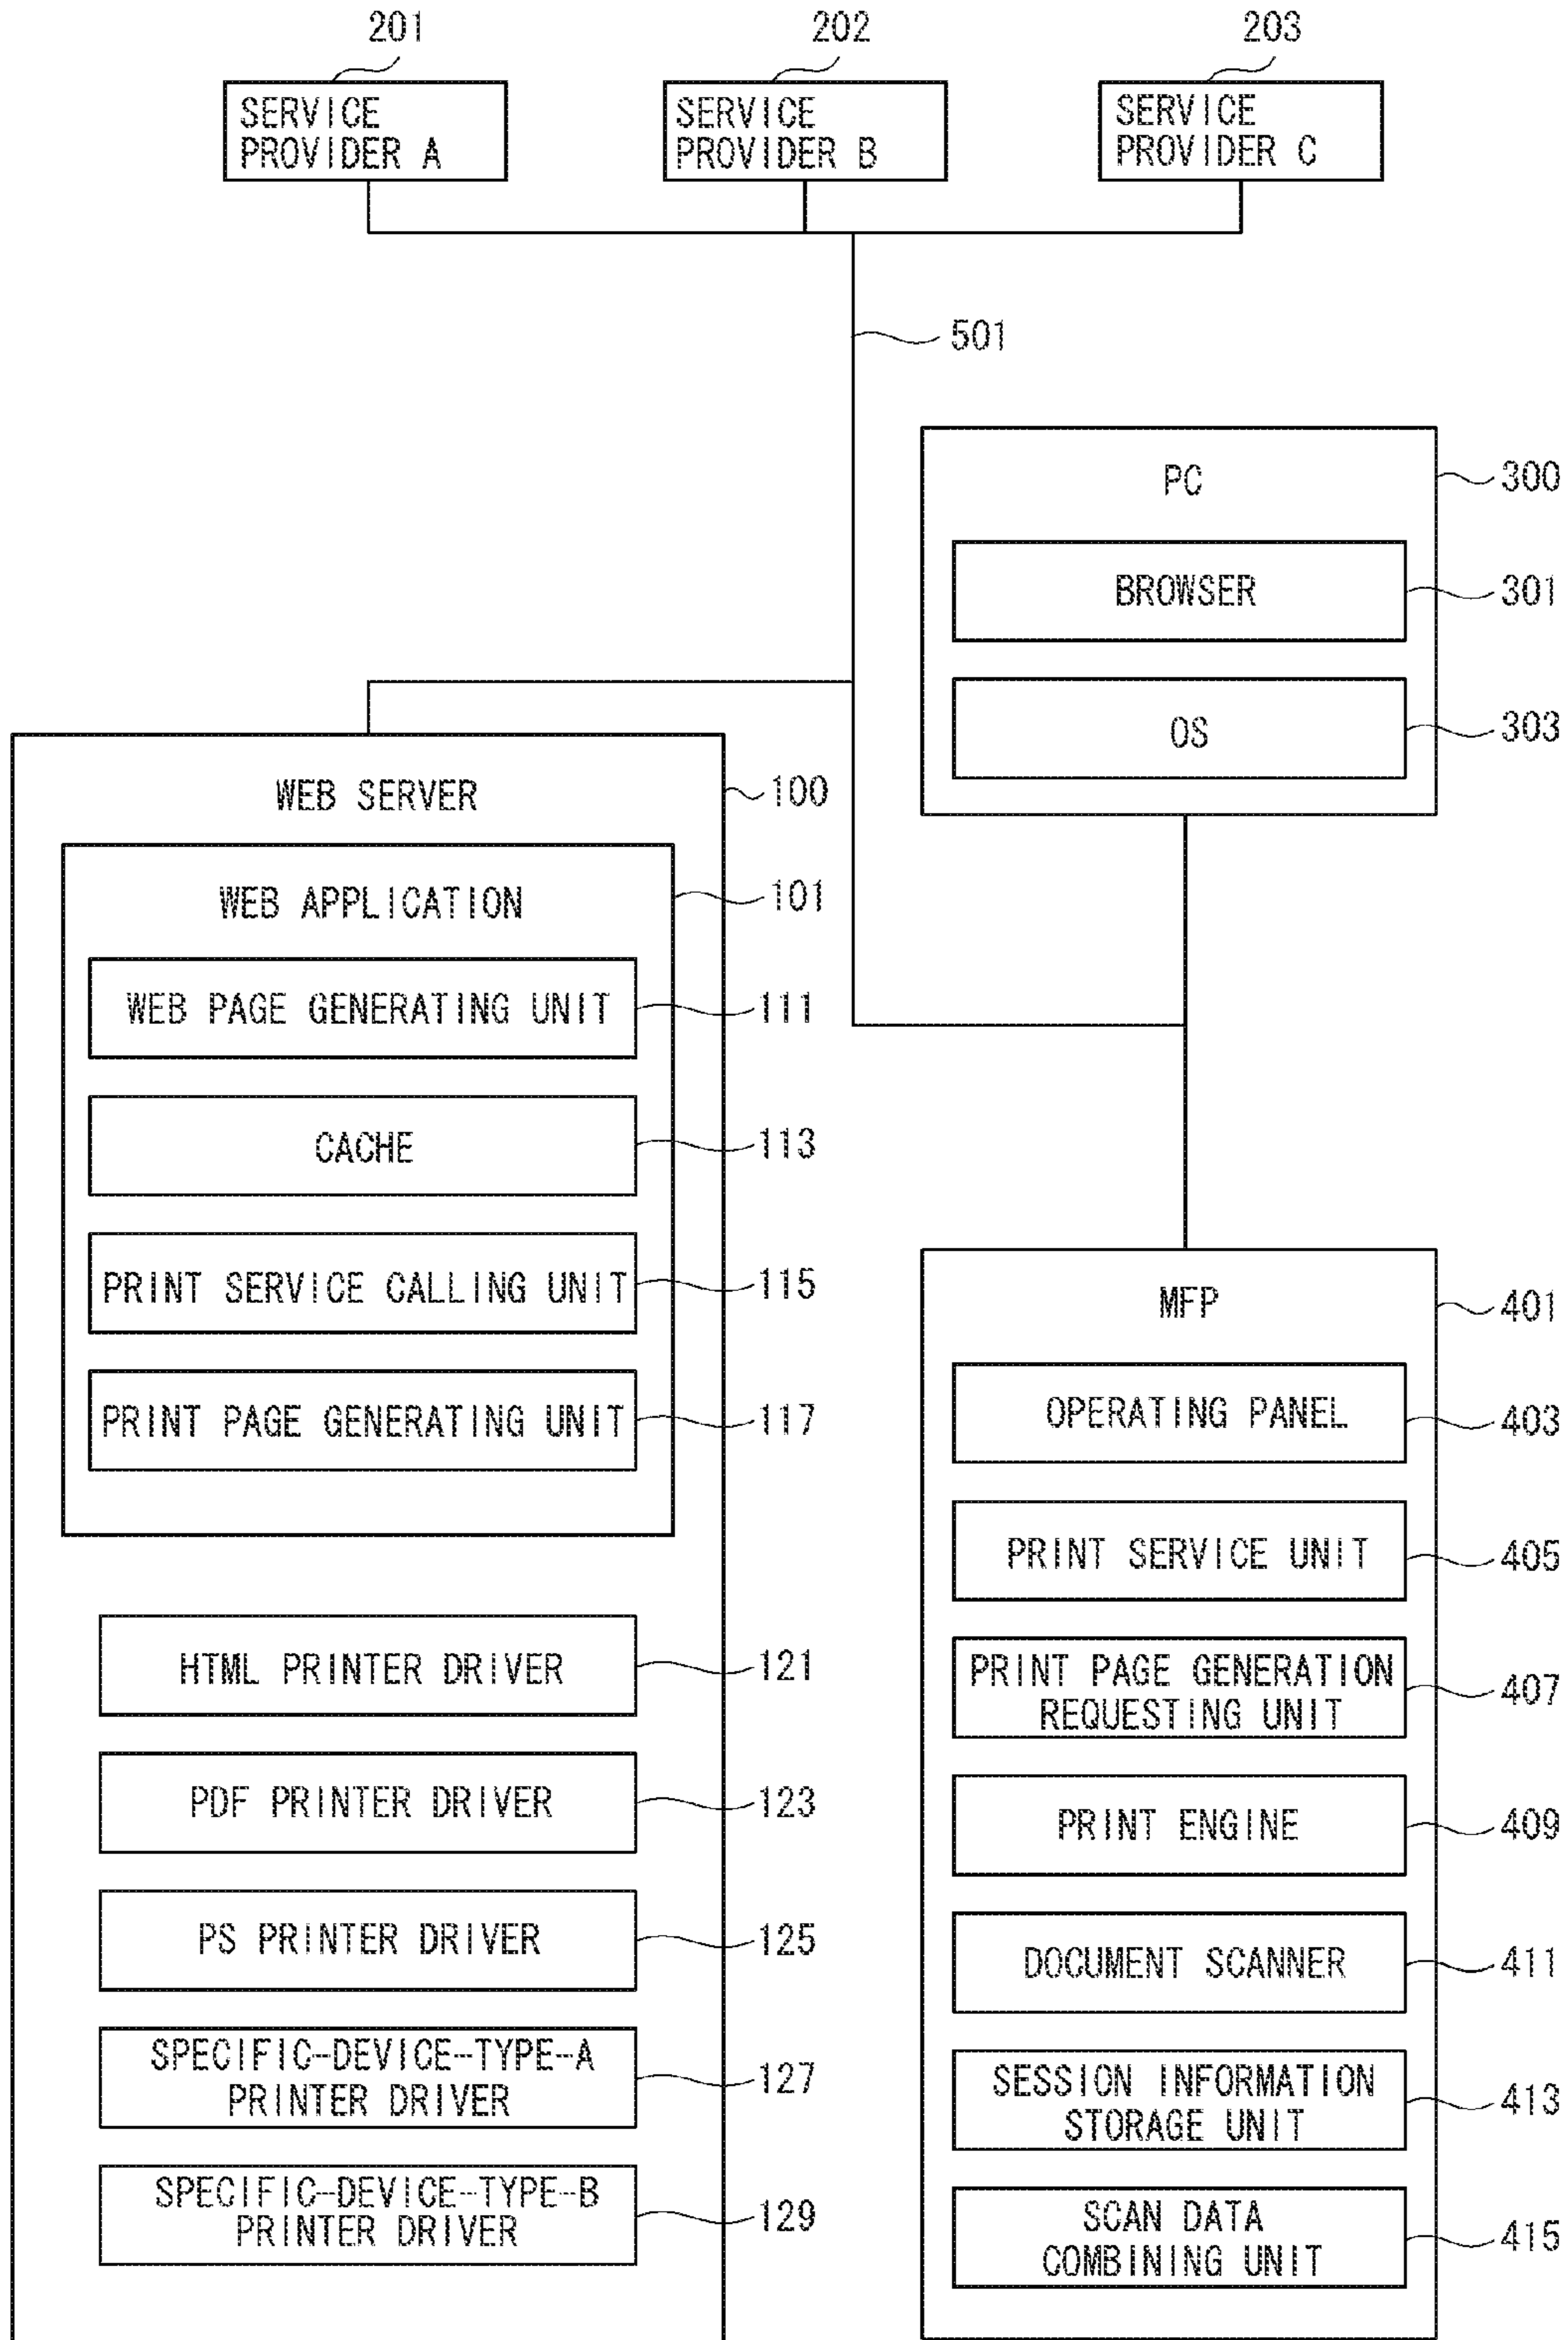 201
202
203
SERVICE
PROVIDER A
SERVICE
PROVIDER B
SERVICE
PROVIDER C
501
PC
300
BROWSER
301
OS
303
WEB SERVER
100
WEB APPLICATION
101
WEB PAGE GENERATING UNIT
111
CACHE
113
PRINT SERVICE CALLING UNIT
115
PRINT PAGE GENERATING UNIT
117
HTML PRINTER DRIVER
121
PDF PRINTER DRIVER
123
PS PRINTER DRIVER
125
SPECIFIC-DEVICE-TYPE-A
PRINTER DRIVER
127
SPECIFIC-DEVICE-TYPE-B
PRINTER DRIVER
129
MFP
401
OPERATING PANEL
403
PRINT SERVICE UNIT
405
PRINT PAGE GENERATION
REQUESTING UNIT
407
PRINT ENGINE
409
DOCUMENT SCANNER
411
SESSION INFORMATION
STORAGE UNIT
413
SCAN DATA
COMBINING UNIT
415